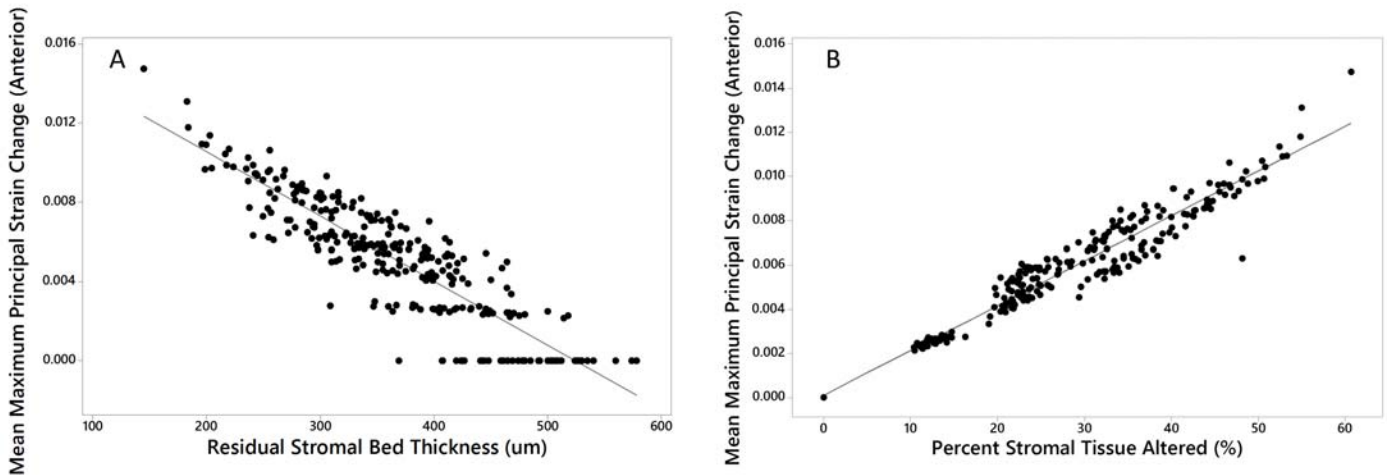 Mean Maximum Principal Strain Change (Anterior)
A
0.016
0.012
0.008
0.004
0.000
100 200 300 400 500 600
Residual Stromal Bed Thickness (um)
Mean Maximum Principal Strain Change (Anterior)
B
0.016
0.014
0.012
0.010
0.008
0.006
0.004
0.002
0.000
0 10 20 30 40 50 60
Percent Stromal Tissue Altered (%)